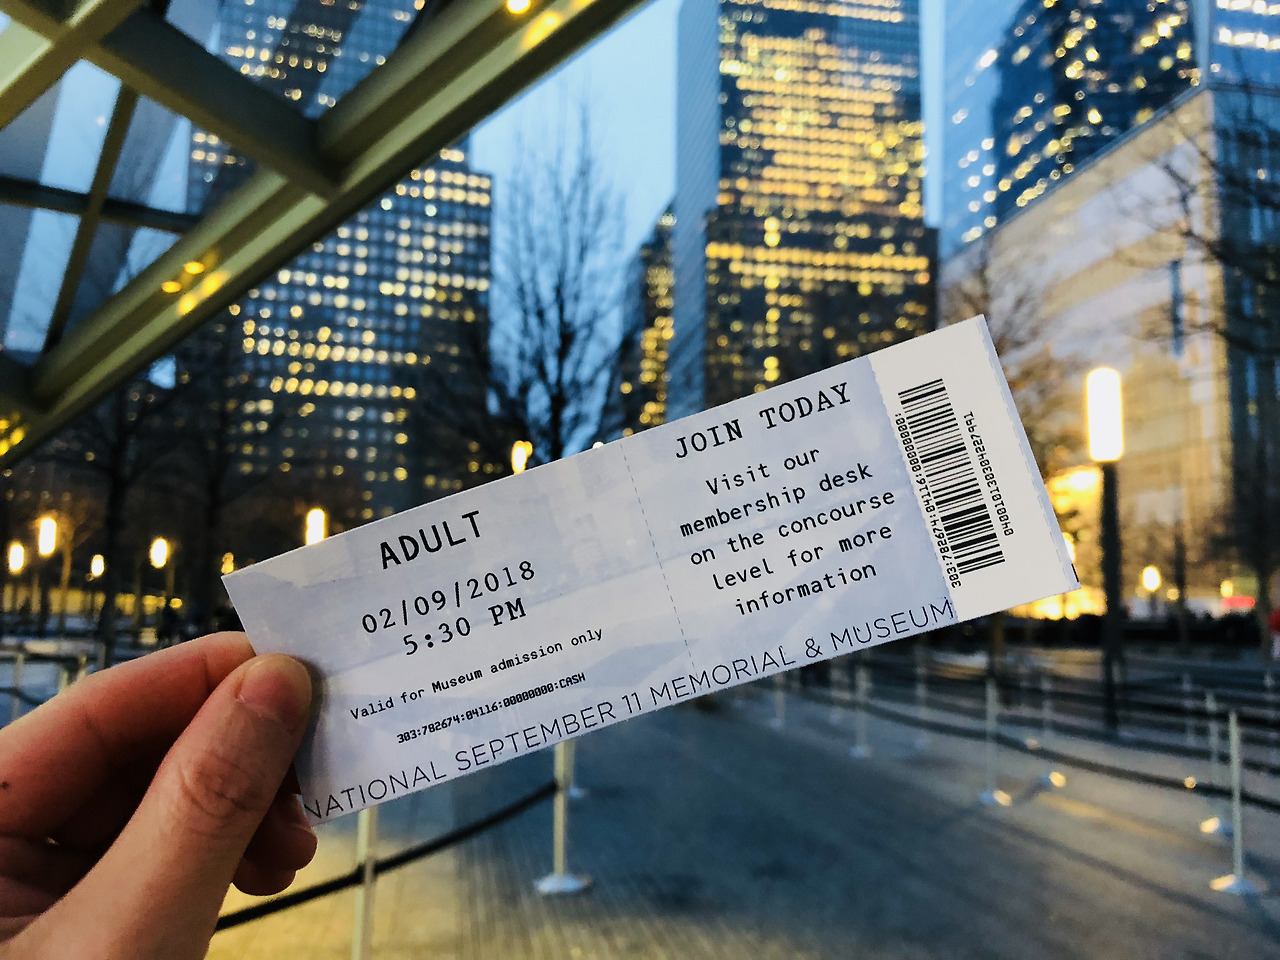 ADULT
02/09/2018
5:30 PM
Valid for Museum admission only
303:782674:04116:00000000:CASH
JOIN TODAY
Visit our
membership desk
on the concourse
level for more
information
NATIONAL SEPTEMBER 11 MEMORIAL & MUSEUM